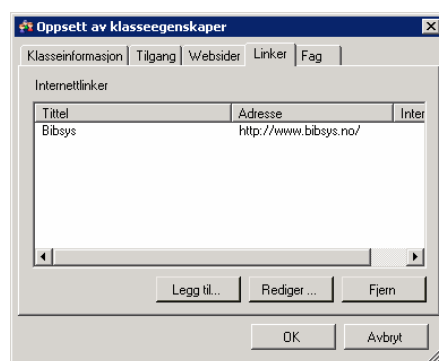 Oppsett av klasseegenskaper
Klasseinformasjon Tilgang Websider Linker Fag
Internettlinker
Tittel Adresse Inter
Bibsys http://www.bibsys.no/
Legg til... Rediger ... Fjern
OK Avbryt